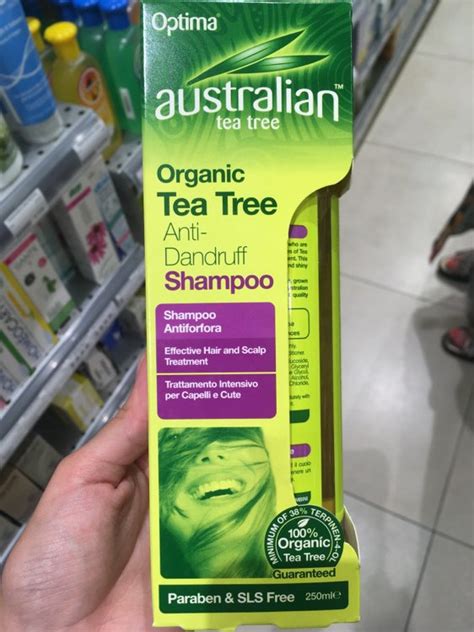 Optima
australian™
tea tree
Organic
Tea Tree
Anti-
Dandruff
Shampoo
Shampoo
Antiforfora
Effective Hair and Scalp
Treatment
Trattamento Intensivo
per Capelli e Cute
MINIMUM OF 38% TERPINEN-4-OL
100%
Organic
Tea Tree
Guaranteed
Paraben & SLS Free
250ml e